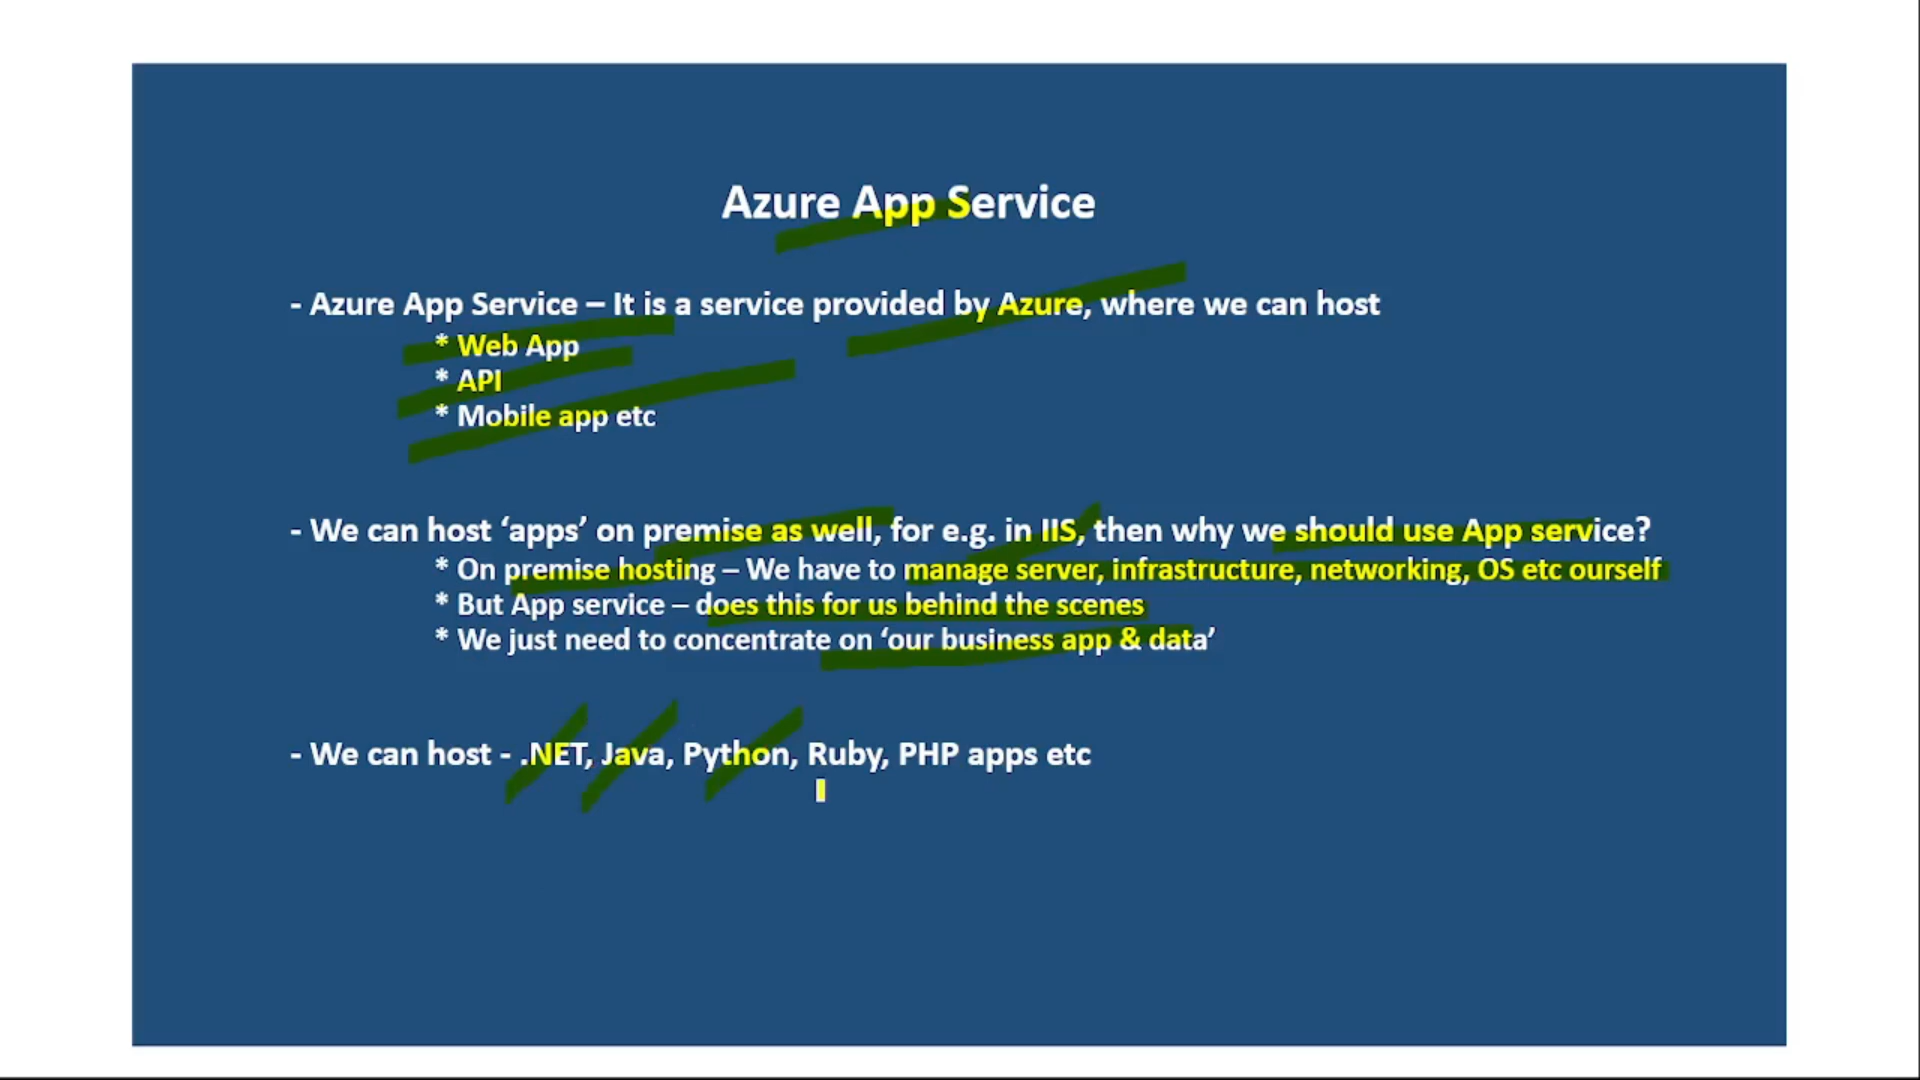 Azure App Service
- Azure App Service – It is a service provided by Azure, where we can host
* Web App
* API
* Mobile app etc
- We can host ‘apps’ on premise as well, for e.g. in IIS, then why we should use App service?
* On premise hosting – We have to manage server, infrastructure, networking, OS etc ourself
* But App service – does this for us behind the scenes
* We just need to concentrate on ‘our business app & data’
- We can host - .NET, Java, Python, Ruby, PHP apps etc